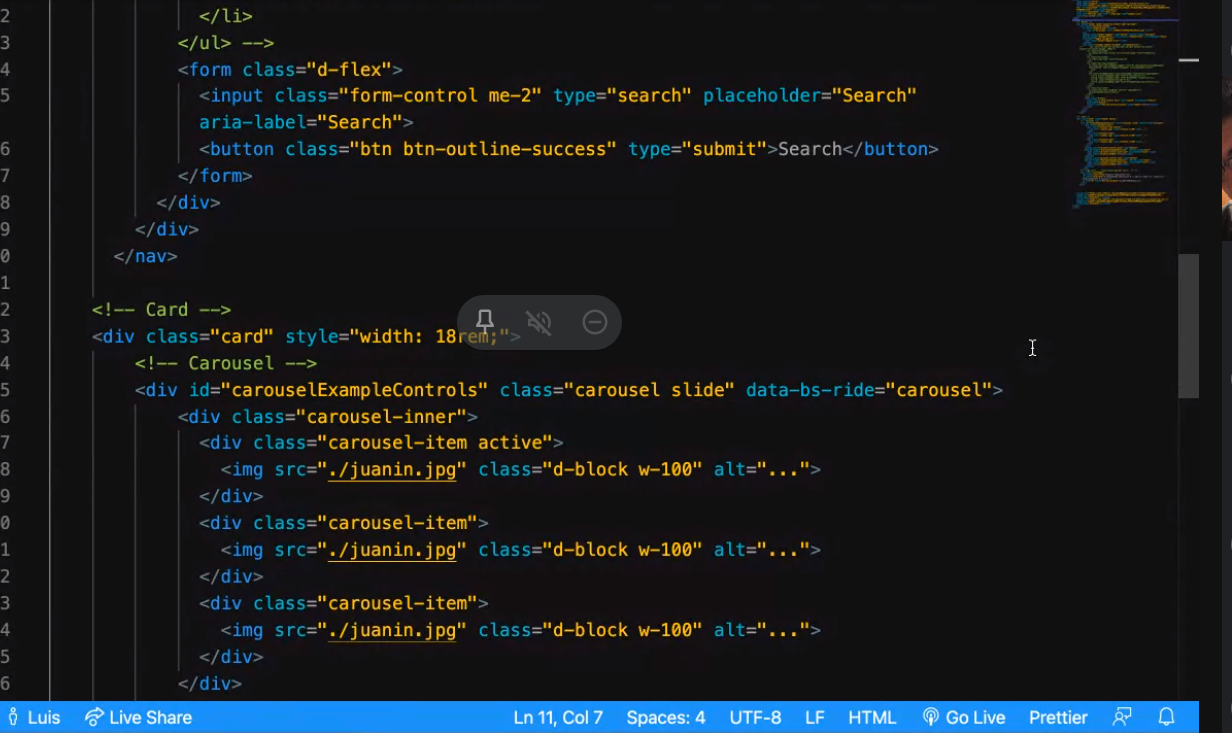 2 </li>
3 </ul> -->
4 <form class="d-flex">
5 <input class="form-control me-2" type="search" placeholder="Search"
aria-label="Search">
6 <button class="btn btn-outline-success" type="submit">Search</button>
7 </form>
8 </div>
9 </div>
0 </nav>
1
2 <!-- Card -->
3 <div class="card" style="width: 18rem;">
4 <!-- Carousel -->
5 <div id="carouselExampleControls" class="carousel slide" data-bs-ride="carousel">
6 <div class="carousel-inner">
7 <div class="carousel-item active">
8 <img src="./juanin.jpg" class="d-block w-100" alt="...">
9 </div>
0 <div class="carousel-item">
1 <img src="./juanin.jpg" class="d-block w-100" alt="...">
2 </div>
3 <div class="carousel-item">
4 <img src="./juanin.jpg" class="d-block w-100" alt="...">
5 </div>
6 </div>
Luis Live Share Ln 11, Col 7 Spaces: 4 UTF-8 LF HTML Go Live Prettier